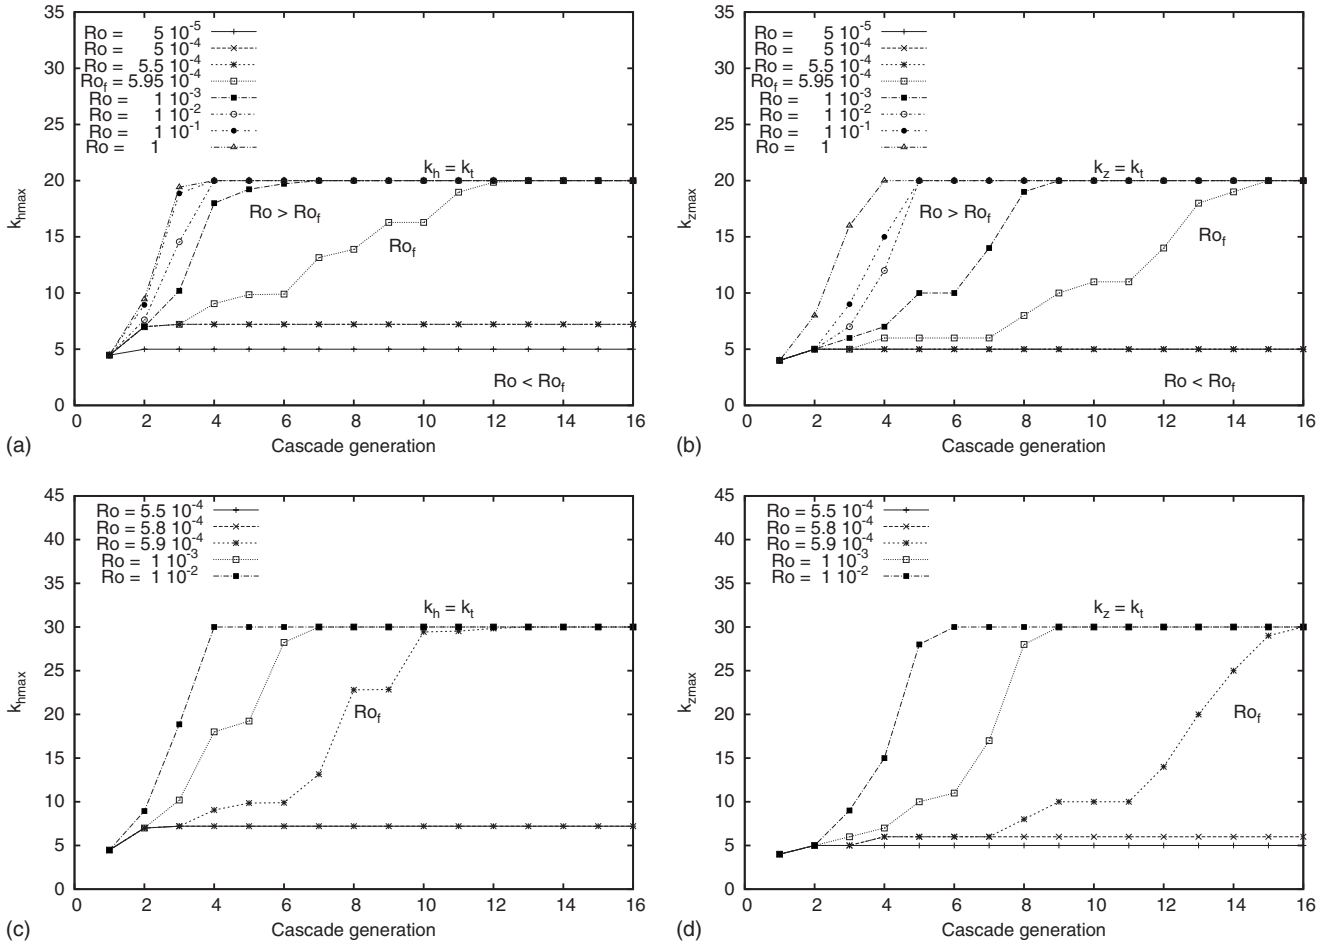 35
30
25
20
15
10
5
0
k_hmax
Ro = 5 10^-5
Ro = 5 10^-4
Ro = 5.5 10^-4
Ro_f = 5.95 10^-4
Ro = 1 10^-3
Ro = 1 10^-2
Ro = 1 10^-1
Ro = 1
k_h = k_t
Ro > Ro_f
Ro_f
Ro < Ro_f
0 2 4 6 8 10 12 14 16
(a)
Cascade generation
35
30
25
20
15
10
5
0
k_zmax
Ro = 5 10^-5
Ro = 5 10^-4
Ro = 5.5 10^-4
Ro_f = 5.95 10^-4
Ro = 1 10^-3
Ro = 1 10^-2
Ro = 1 10^-1
Ro = 1
k_z = k_t
Ro > Ro_f
Ro_f
Ro < Ro_f
0 2 4 6 8 10 12 14 16
(b)
Cascade generation
45
40
35
30
25
20
15
10
5
0
k_hmax
Ro = 5.5 10^-4
Ro = 5.8 10^-4
Ro = 5.9 10^-4
Ro = 1 10^-3
Ro = 1 10^-2
k_h = k_t
Ro_f
0 2 4 6 8 10 12 14 16
(c)
Cascade generation
45
40
35
30
25
20
15
10
5
0
k_zmax
Ro = 5.5 10^-4
Ro = 5.8 10^-4
Ro = 5.9 10^-4
Ro = 1 10^-3
Ro = 1 10^-2
k_z = k_t
Ro_f
0 2 4 6 8 10 12 14 16
(d)
Cascade generation